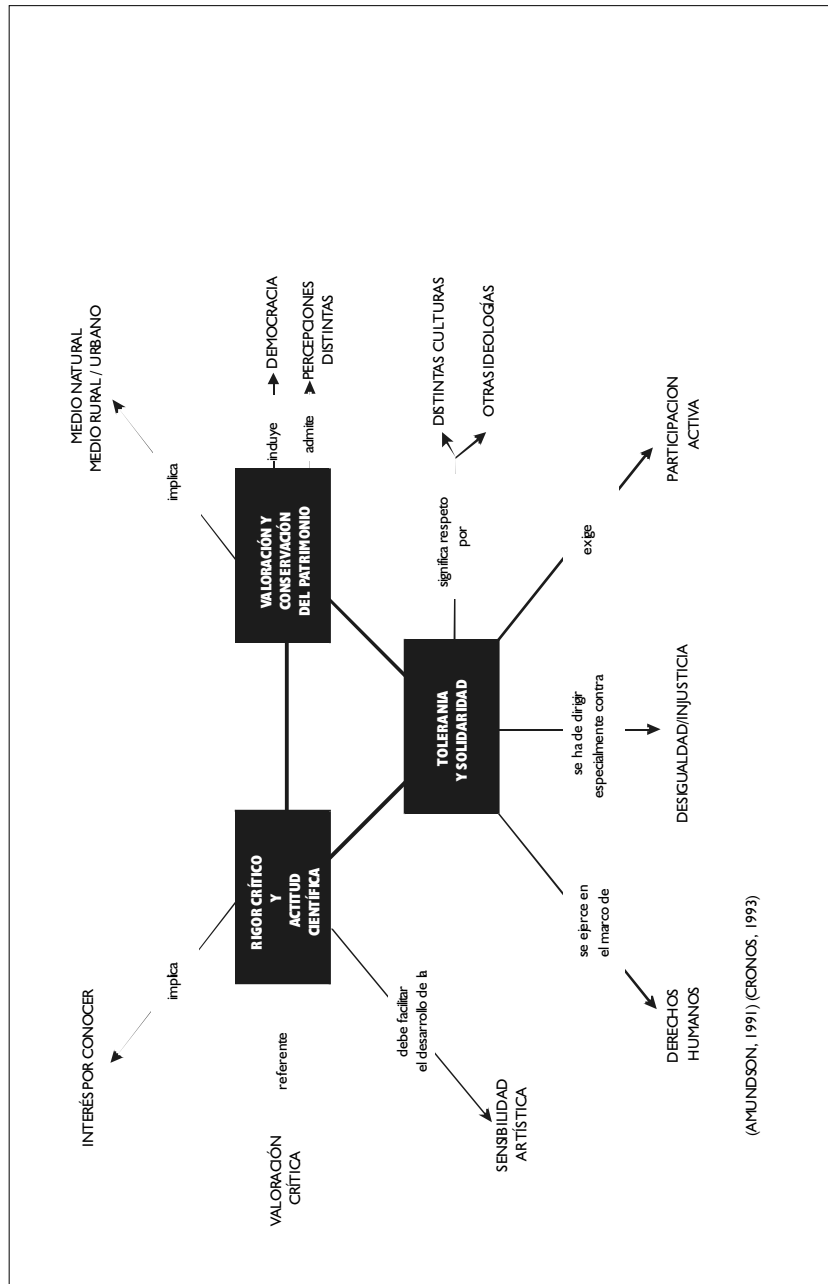 INTERÉS POR CONOCER
implica
MEDIO NATURAL
MEDIO RURAL / URBANO
implica
VALORACIÓN
CRÍTICA
referente
RIGOR CRÍTICO
Y
ACTITUD
CIENTÍFICA
VALORACIÓN Y
CONSERVACIÓN
DEL PATRIMONIO
incluye
DEMOCRACIA
admite
PERCEPCIONES
DISTINTAS
debe facilitar
el desarrollo de la
SENSIBILIDAD
ARTÍSTICA
TOLERANIA
Y SOLIDARIDAD
significa respeto
por
DISTINTAS CULTURAS
OTRAS IDEOLOGÍAS
se ejerce en
el marco de
DERECHOS
HUMANOS
se ha de dirigir
especialmente contra
DESIGUALDAD/INJUSTICIA
exige
PARTICIPACION
ACTIVA
(AMUNDSON, 1991) (CRONOS, 1993)